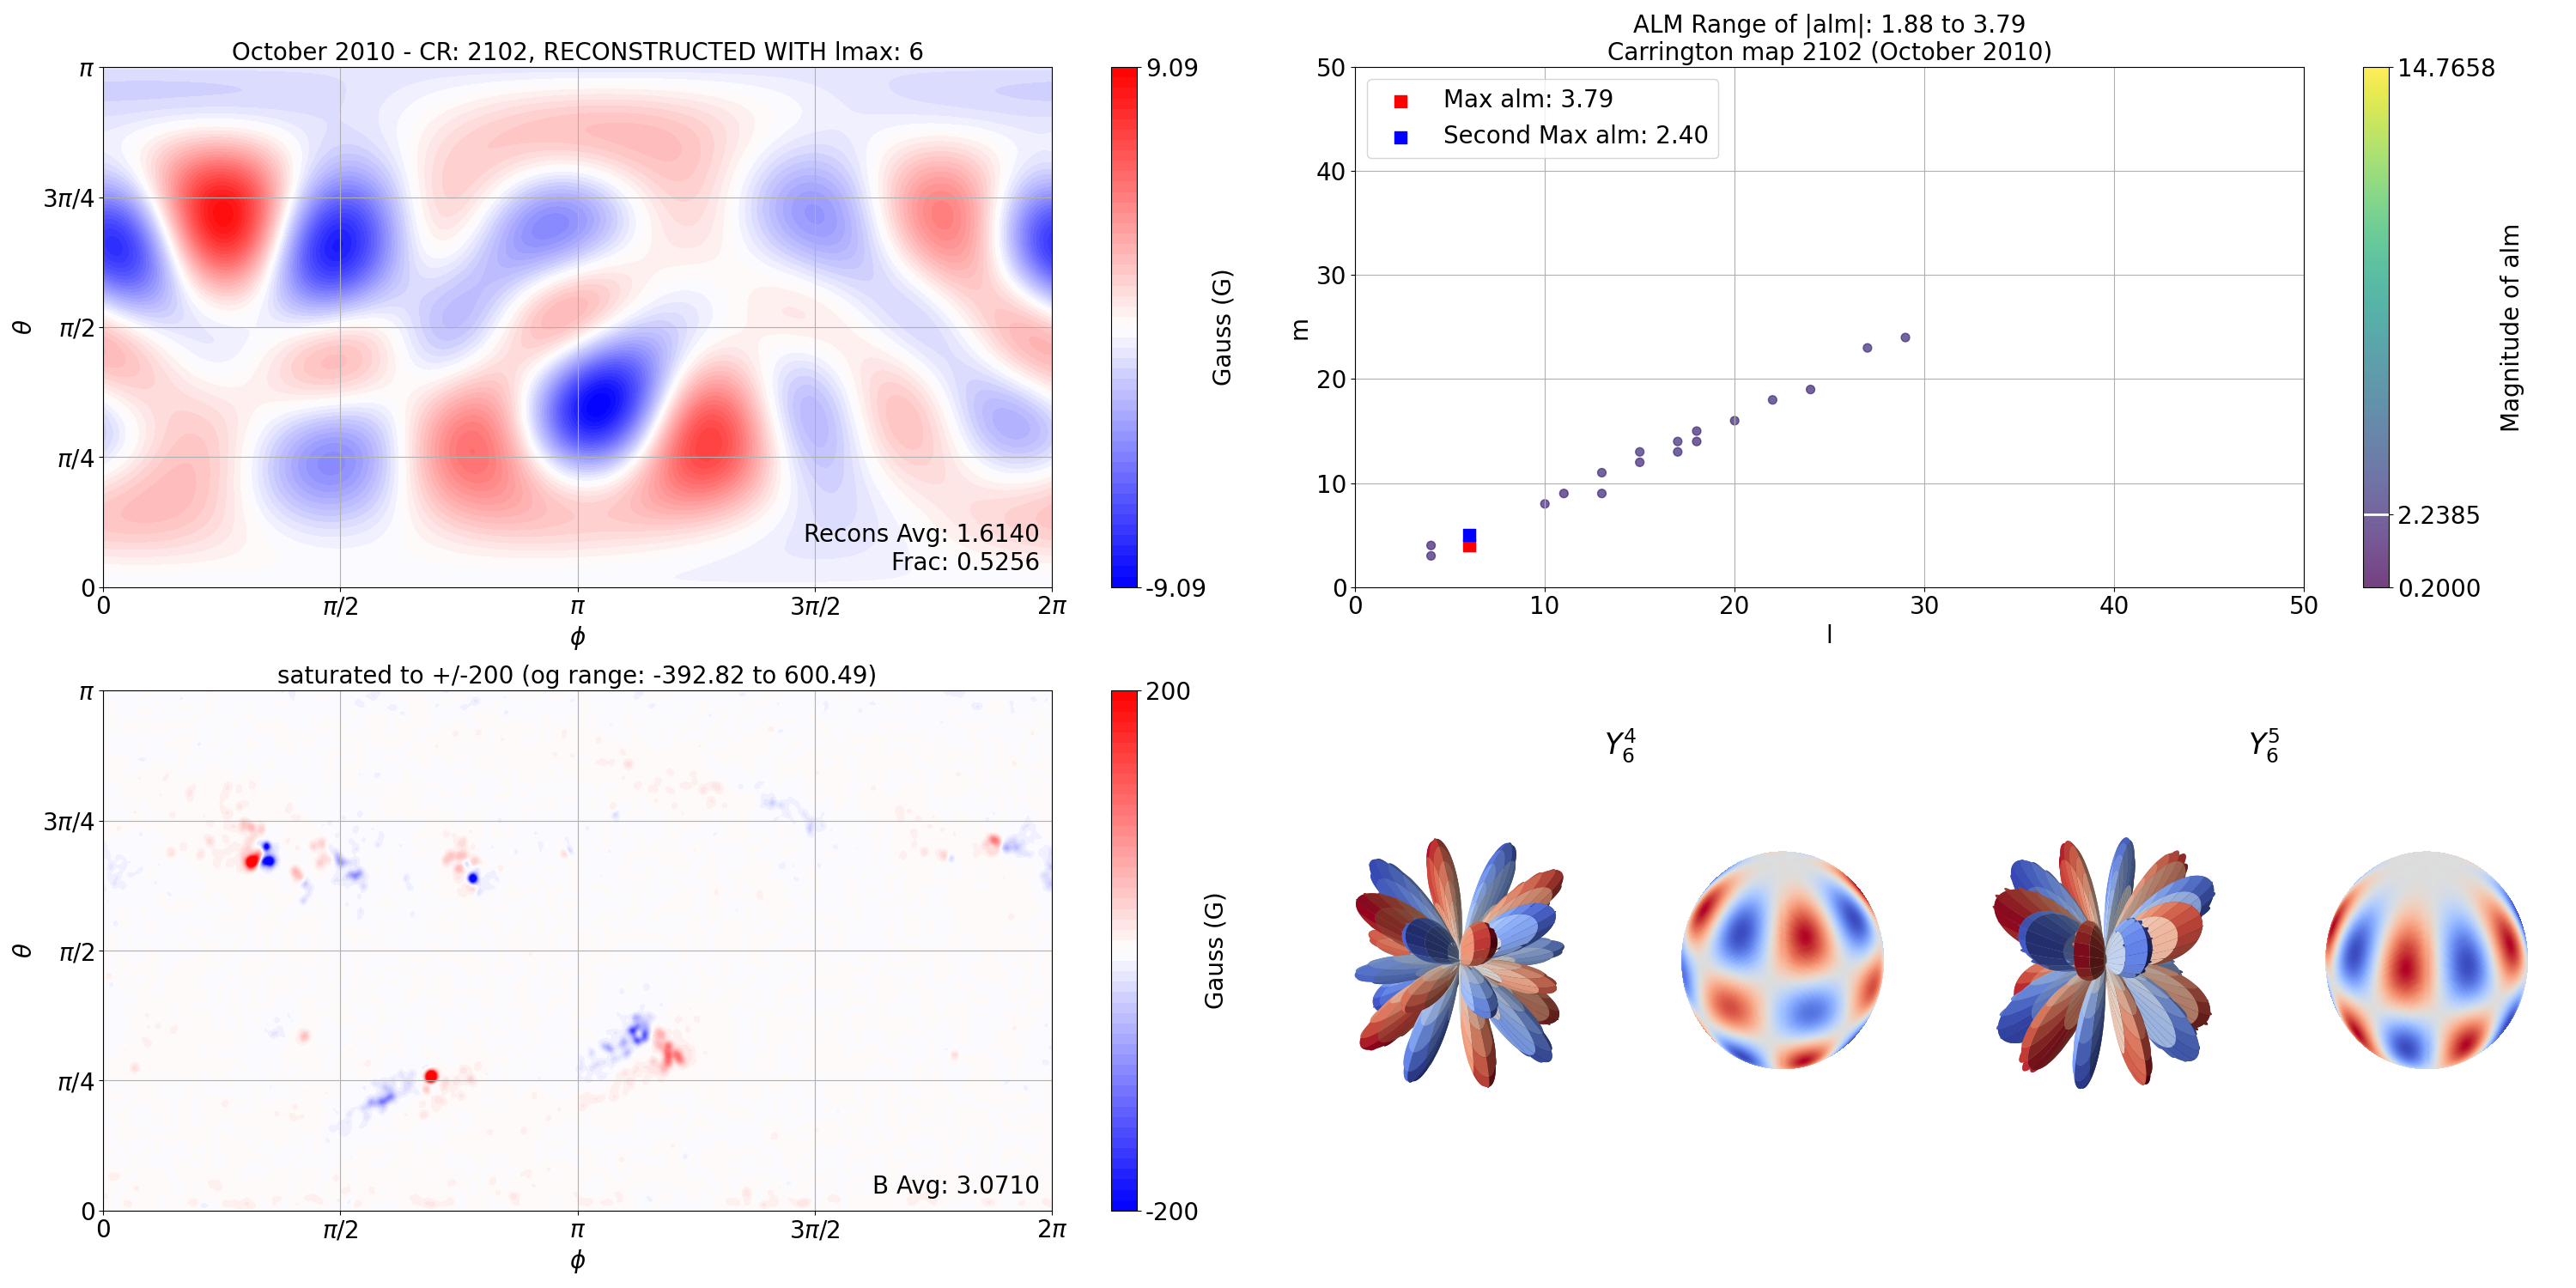 October 2010 - CR: 2102, RECONSTRUCTED WITH lmax: 6
π
3π/4
π/2
π/4
0
θ
0 π/2 π 3π/2 2π
ϕ
Recons Avg: 1.6140
Frac: 0.5256
9.09
-9.09
Gauss (G)
ALM Range of |alm|: 1.88 to 3.79
Carrington map 2102 (October 2010)
Max alm: 3.79
Second Max alm: 2.40
50
40
30
20
10
0
m
0 10 20 30 40 50
l
14.7658
2.2385
0.2000
Magnitude of alm
saturated to +/-200 (og range: -392.82 to 600.49)
π
3π/4
π/2
π/4
0
θ
0 π/2 π 3π/2 2π
ϕ
B Avg: 3.0710
200
-200
Gauss (G)
Y₆⁴
Y₆⁵